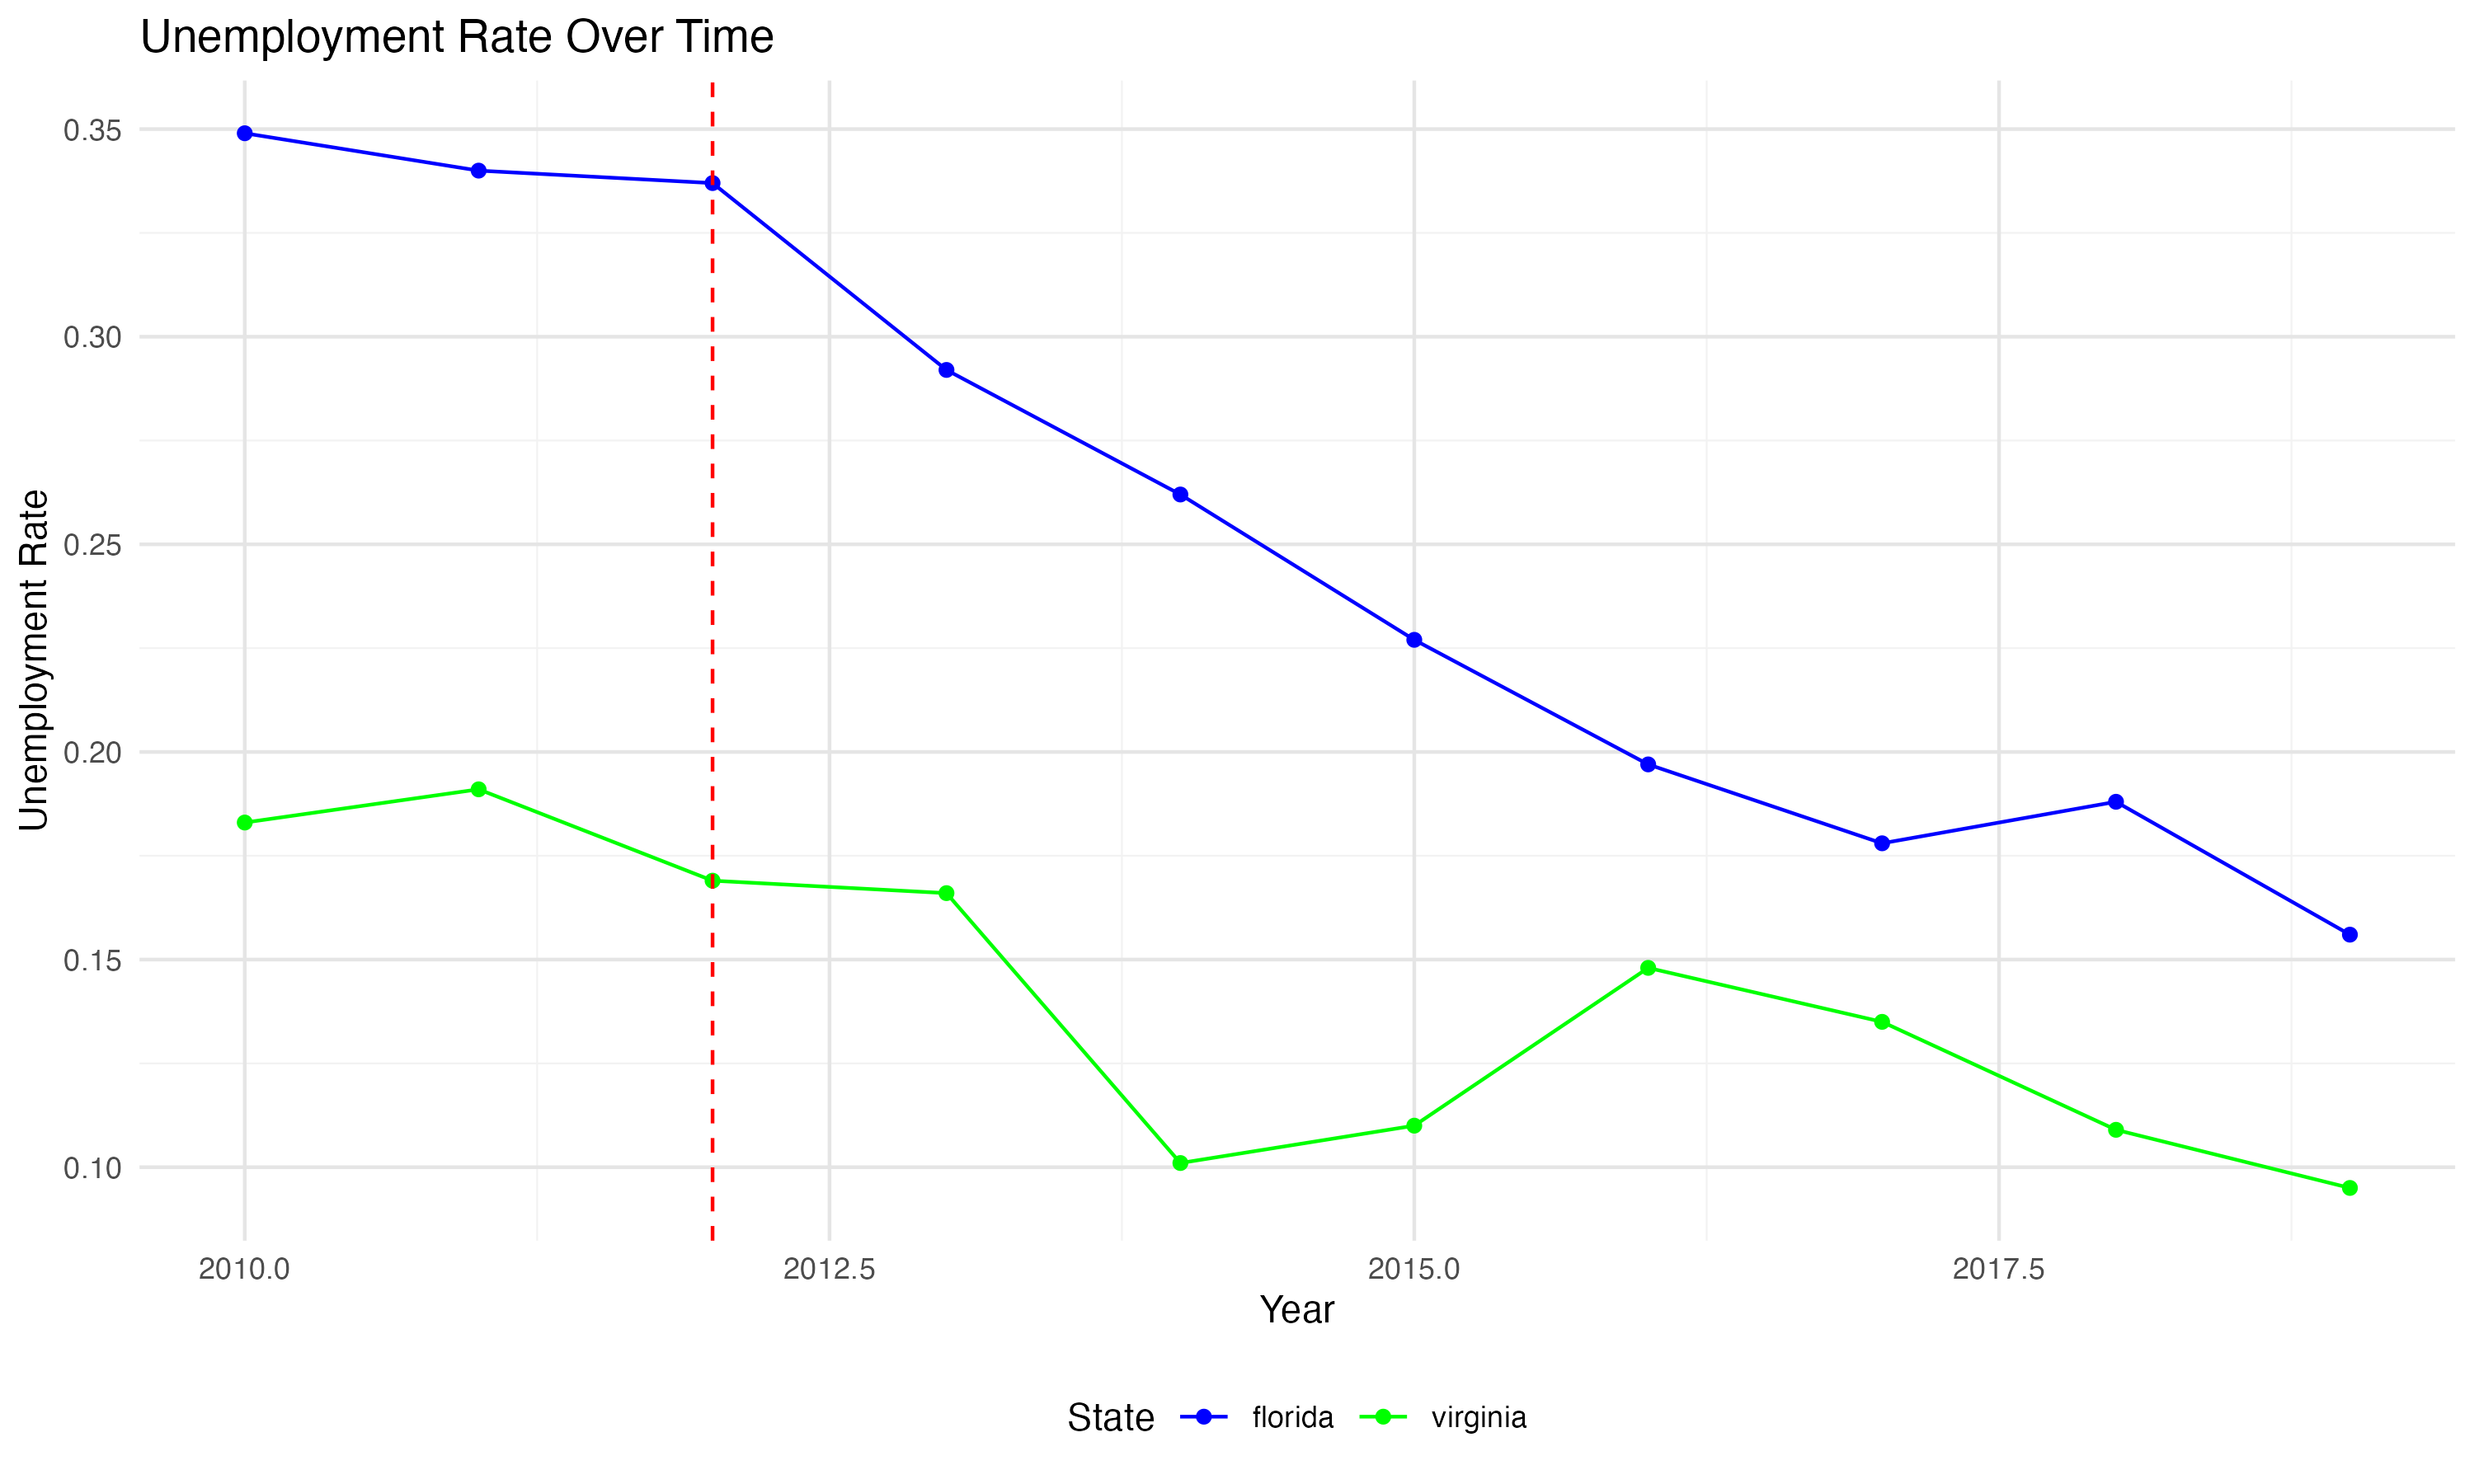 Unemployment Rate Over Time
Unemployment Rate
0.35
0.30
0.25
0.20
0.15
0.10
2010.0 2012.5 2015.0 2017.5
Year
State florida virginia